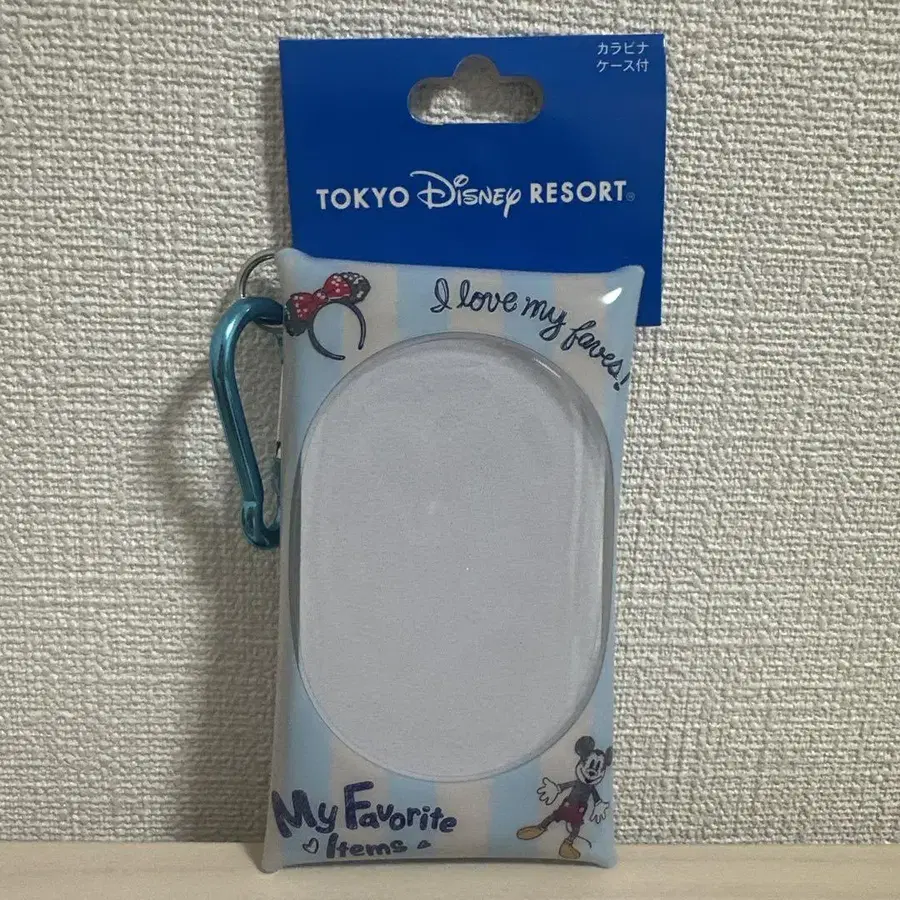 カラビナ
ケース付
TOKYO Disney RESORT®
I love my faves!
My Favorite
Items